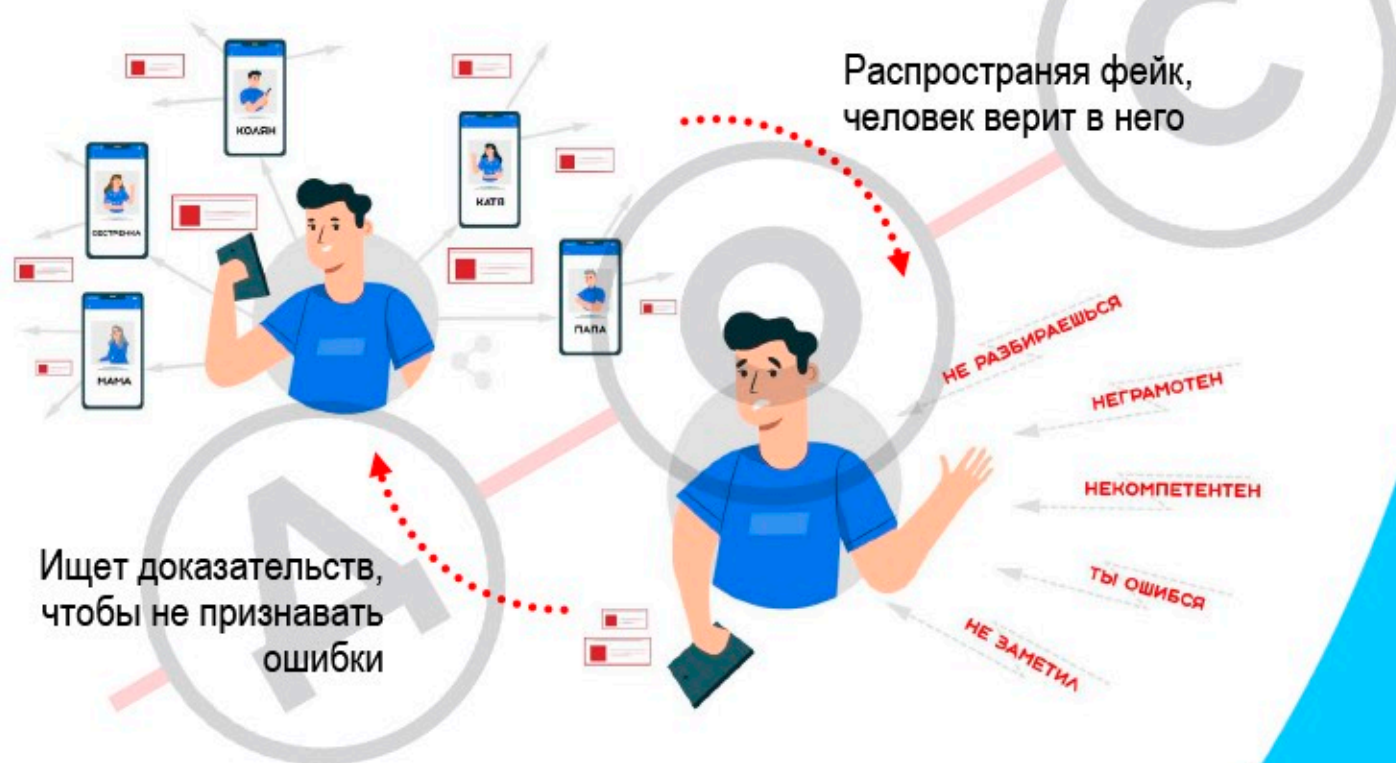 КОЛЯН
СЕСТРЕНКА
МАМА
КАТЯ
ПАПА
Распространяя фейк,
человек верит в него
НЕ РАЗБИРАЕШЬСЯ
НЕГРАМОТЕН
НЕКОМПЕТЕНТЕН
ТЫ ОШИБСЯ
НЕ ЗАМЕТИЛ
Ищет доказательств,
чтобы не признавать
ошибки
А
О
С